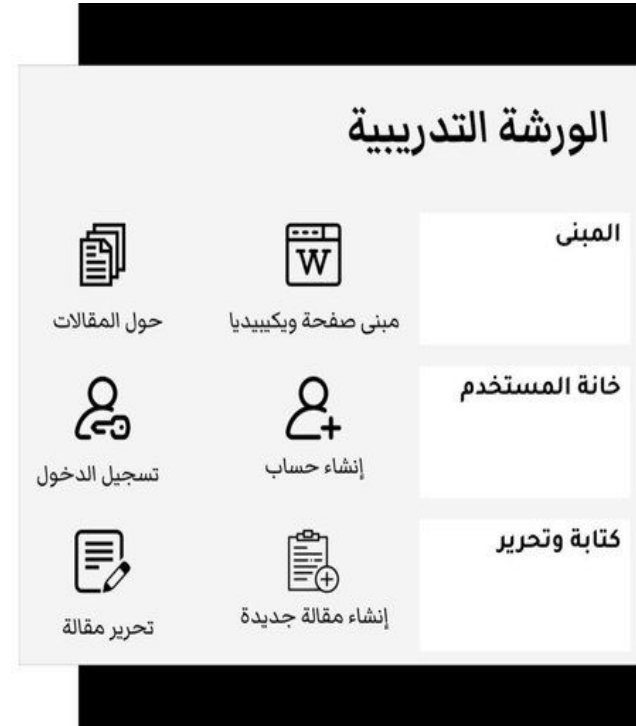 الورشة التدريبية
المبنى
مبنى صفحة ويكيبيديا
حول المقالات
خانة المستخدم
إنشاء حساب
تسجيل الدخول
كتابة وتحرير
إنشاء مقالة جديدة
تحرير مقالة
W